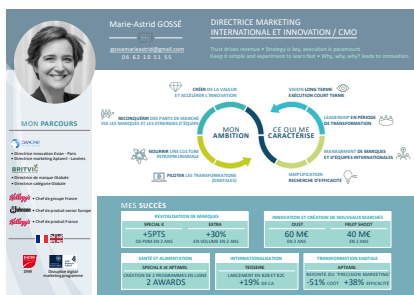 Marie-Astrid GOSSÉ
gossemarieastrid@gmail.com
06 62 10 51 55
DIRECTRICE MARKETING
INTERNATIONAL ET INNOVATION / CMO
Trust drives revenue • Strategy is key, execution is paramount
Keep it simple and experiment to learn fast • Why, why, why? leads to innovation
MON PARCOURS
DANONE
• Directrice innovation Evian - Paris
• Directrice marketing Aptamil - Londres
BRITVIC
• Directrice de marque Globale
• Directrice catégorie Globale
Kellogg's • Chef de groupe France
Johnson • Chef de produit senior Europe
Kellogg's • Chef de produit France
1999
Disruptive digital
marketing programme
CRÉER DE LA VALEUR
ET ACCÉLÉRER L'INNOVATION
RECONQUÉRIR DES PARTS DE MARCHÉ
VIA LES MARQUES ET LES SYNERGIES D'ÉQUIPE
NOURRIR UNE CULTURE
INTRAPREUNARIALE
PILOTER LES TRANSFORMATIONS
(DIGITALES)
MON
AMBITION
CE QUI ME
CARACTÉRISE
VISION LONG TERME
EXÉCUTION COURT TERME
LEADERSHIP EN PÉRIODE
DE TRANSFORMATION
MANAGEMENT DE MARQUES
ET D'ÉQUIPES INTERNATIONALES
SIMPLIFICATION
RECHERCHE D'EFFICACITÉ
MES SUCCÈS
REVITALISATION DE MARQUES
SPECIAL K
+5PTS
DE PDM EN 2 ANS
EXTRA
+30%
EN VOLUME EN 2 ANS
INNOVATION ET CRÉATION DE NOUVEAUX MARCHÉS
OUST
60 M€
EN 2 ANS
FRUIT SHOOT
40 M€
EN 2 ANS
SANTÉ ET ALIMENTATION
SPECIAL K et APTAMIL
CRÉATION DE 2 PROGRAMMES EN LIGNE
2 AWARDS
INTERNATIONALISATION
TEISSEIRE
LANCEMENT EN B2B ET B2C
+19% DE CA
TRANSFORMATION DIGITALE
APTAMIL
REFONTE DU "PRECISION MARKETING"
-51% COÛT +38% EFFICACITÉ